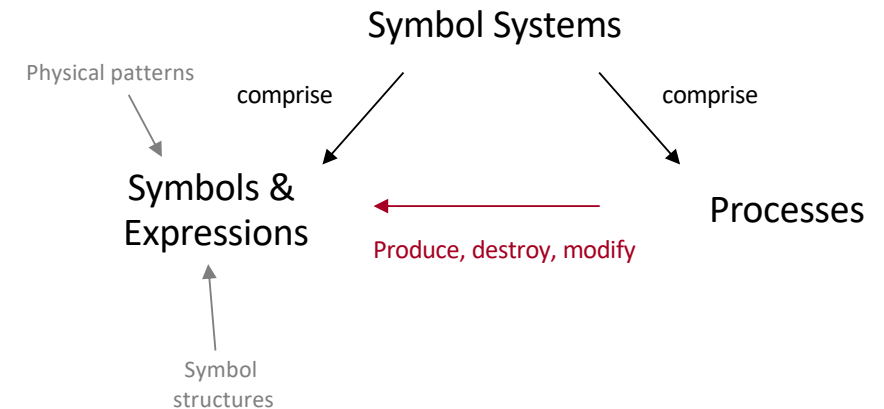 Symbol Systems
Physical patterns
comprise
comprise
Symbols &
Expressions
Processes
Produce, destroy, modify
Symbol
structures